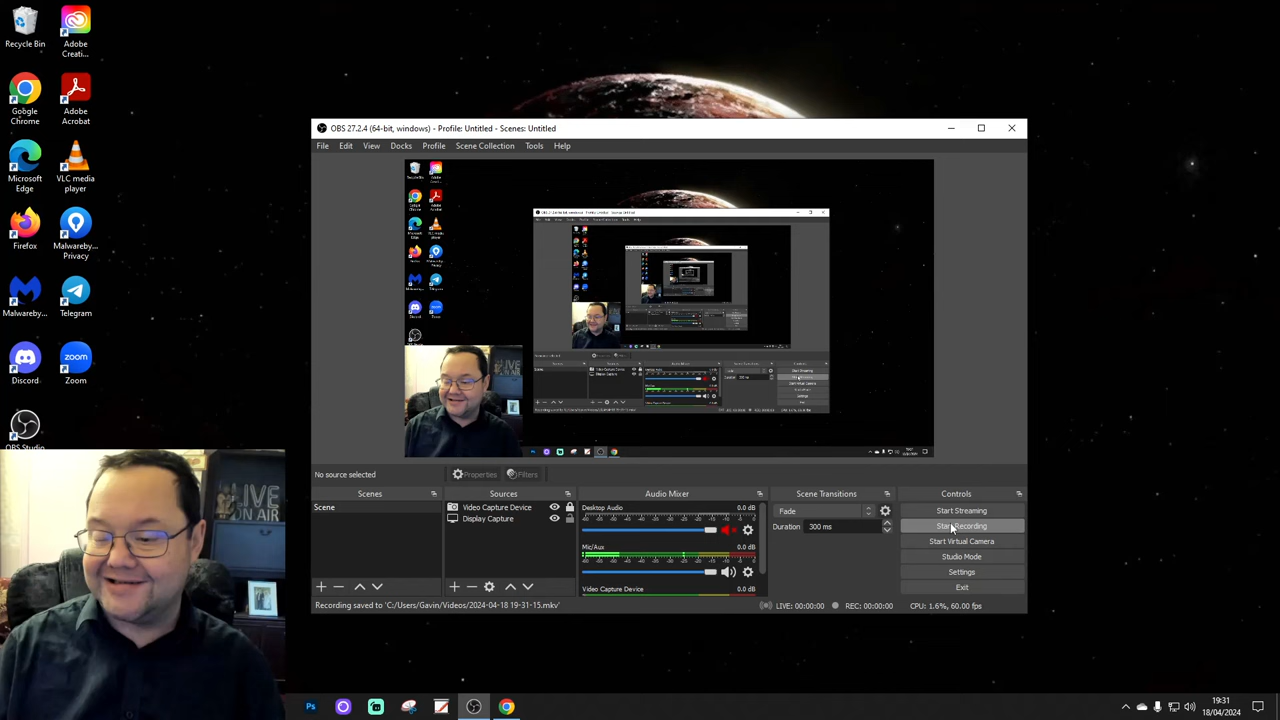 Recycle Bin
Adobe Creati...
Google Chrome
Adobe Acrobat
Microsoft Edge
VLC media player
Firefox
Malwareby... Privacy
Malwareby...
Telegram
Discord
Zoom
OBS Studio
OBS 27.2.4 (64-bit, windows) - Profile: Untitled - Scenes: Untitled
File Edit View Docks Profile Scene Collection Tools Help
No source selected Properties Filters
Scenes
Scene
Sources
Video Capture Device
Display Capture
Audio Mixer
Desktop Audio 0.0 dB
Mic/Aux 0.0 dB
Video Capture Device 0.0 dB
Scene Transitions
Fade
Duration 300 ms
Controls
Start Streaming
Start Recording
Start Virtual Camera
Studio Mode
Settings
Exit
Recording saved to 'C:/Users/Gavin/Videos/2024-04-18 19-31-15.mkv'
LIVE: 00:00:00 REC: 00:00:00 CPU: 1.6%, 60.00 fps
LIVE
ON AIR
Ps
19:31
18/04/2024